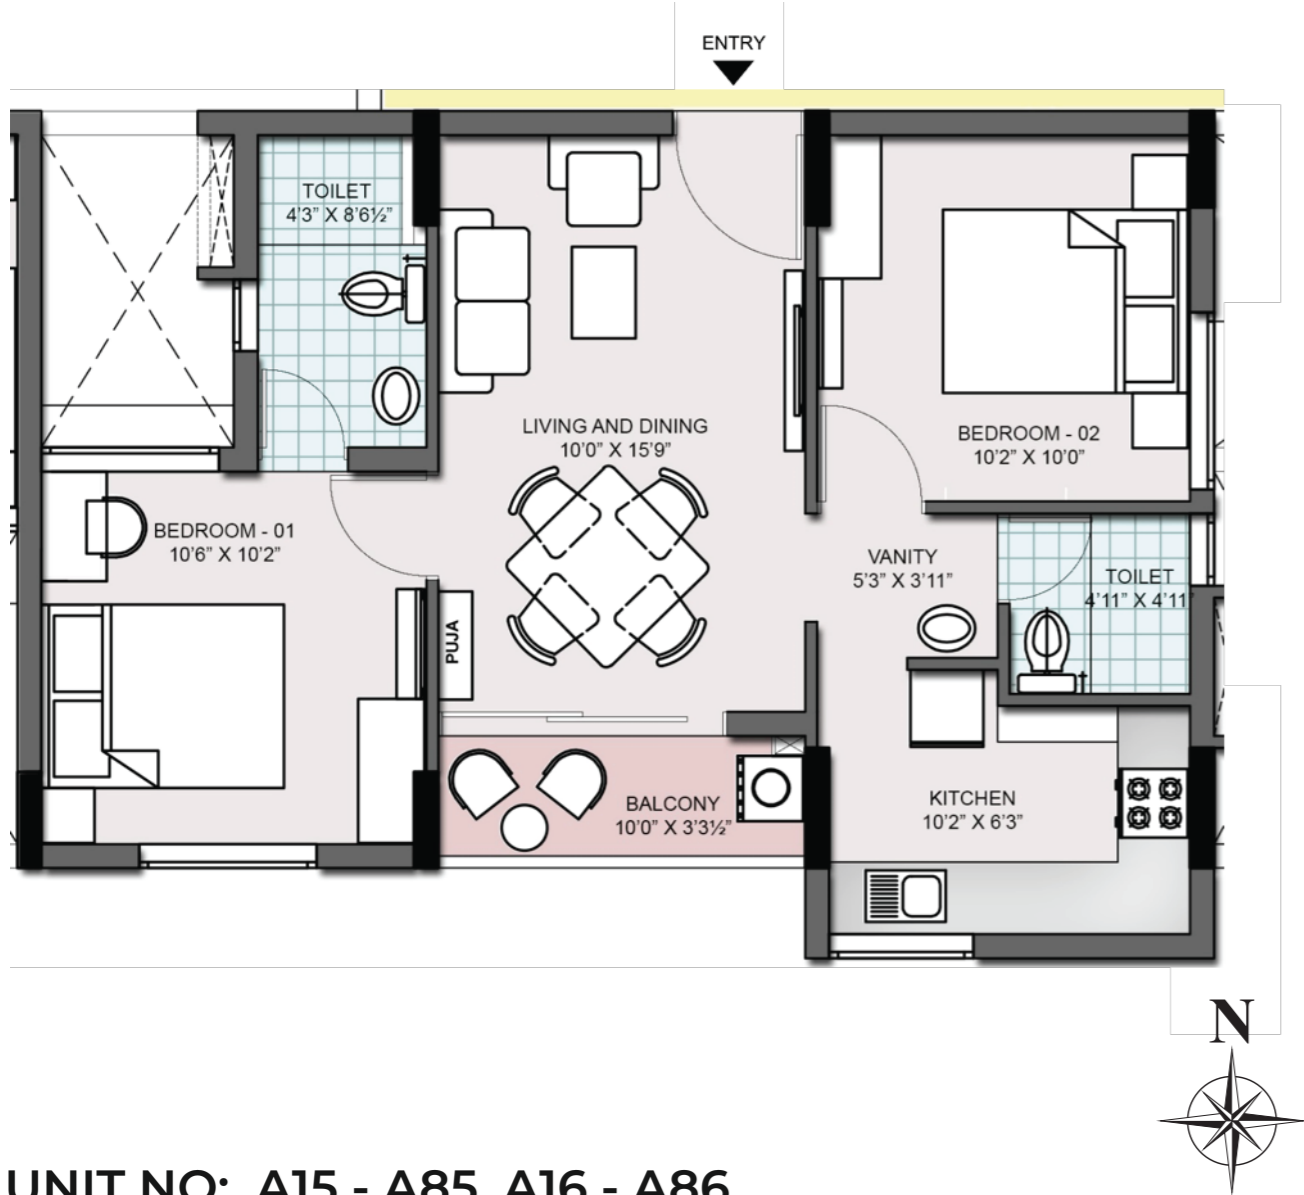 ENTRY
TOILET
4'3” X 8'6½”
LIVING AND DINING
10'0” X 15'9”
BEDROOM - 02
10'2” X 10'0”
BEDROOM - 01
10'6” X 10'2”
VANITY
5'3” X 3'11”
TOILET
4'11” X 4'11”
PUJA
BALCONY
10'0” X 3'3½”
KITCHEN
10'2” X 6'3”
N
UNIT NO: A15 - A85, A16 - A86